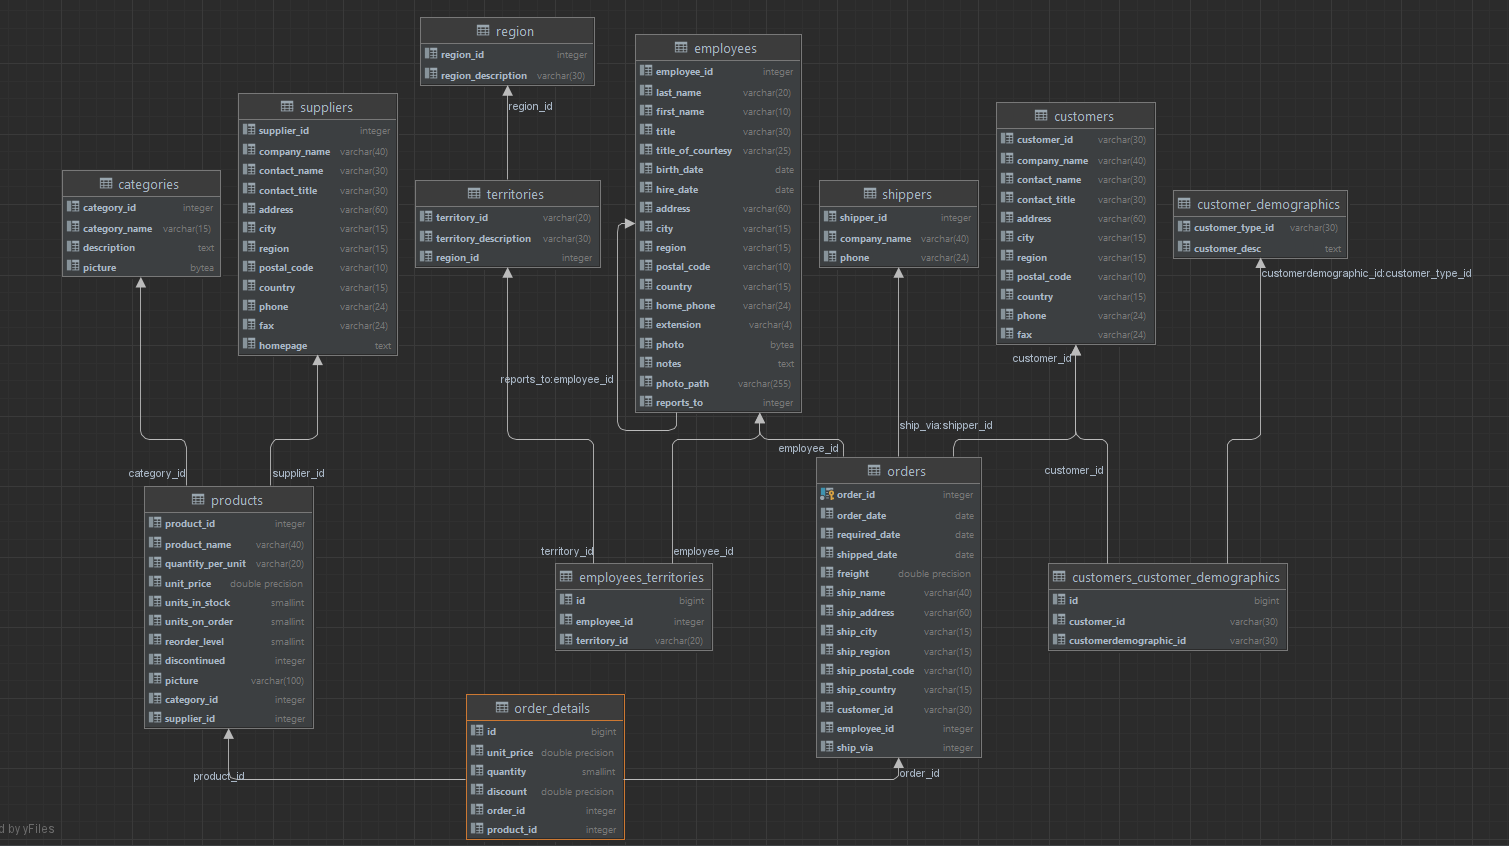 region
region_id integer
region_description varchar(30)
region_id
employees
employee_id integer
last_name varchar(20)
first_name varchar(10)
title varchar(30)
title_of_courtesy varchar(25)
birth_date date
hire_date date
address varchar(60)
city varchar(15)
region varchar(15)
postal_code varchar(10)
country varchar(15)
home_phone varchar(24)
extension varchar(4)
photo bytea
notes text
photo_path varchar(255)
reports_to integer
reports_to:employee_id
suppliers
supplier_id integer
company_name varchar(40)
contact_name varchar(30)
contact_title varchar(30)
address varchar(60)
city varchar(15)
region varchar(15)
postal_code varchar(10)
country varchar(15)
phone varchar(24)
fax varchar(24)
homepage text
customers
customer_id varchar(30)
company_name varchar(40)
contact_name varchar(30)
contact_title varchar(30)
address varchar(60)
city varchar(15)
region varchar(15)
postal_code varchar(10)
country varchar(15)
phone varchar(24)
fax varchar(24)
customer_id
categories
category_id integer
category_name varchar(15)
description text
picture bytea
territories
territory_id varchar(20)
territory_description varchar(30)
region_id integer
shippers
shipper_id integer
company_name varchar(40)
phone varchar(24)
customer_demographics
customer_type_id varchar(30)
customer_desc text
customerdemographic_id:customer_type_id
ship_via:shipper_id
employee_id
category_id
supplier_id
customer_id
products
product_id integer
product_name varchar(40)
quantity_per_unit varchar(20)
unit_price double precision
units_in_stock smallint
units_on_order smallint
reorder_level smallint
discontinued integer
picture varchar(100)
category_id integer
supplier_id integer
orders
order_id integer
order_date date
required_date date
shipped_date date
freight double precision
ship_name varchar(40)
ship_address varchar(60)
ship_city varchar(15)
ship_region varchar(15)
ship_postal_code varchar(10)
ship_country varchar(15)
customer_id varchar(30)
employee_id integer
ship_via integer
territory_id
employee_id
employees_territories
id bigint
employee_id integer
territory_id varchar(20)
customers_customer_demographics
id bigint
customer_id varchar(30)
customerdemographic_id varchar(30)
order_details
id bigint
unit_price double precision
quantity smallint
discount double precision
order_id integer
product_id integer
product_id
order_id
d by yFiles